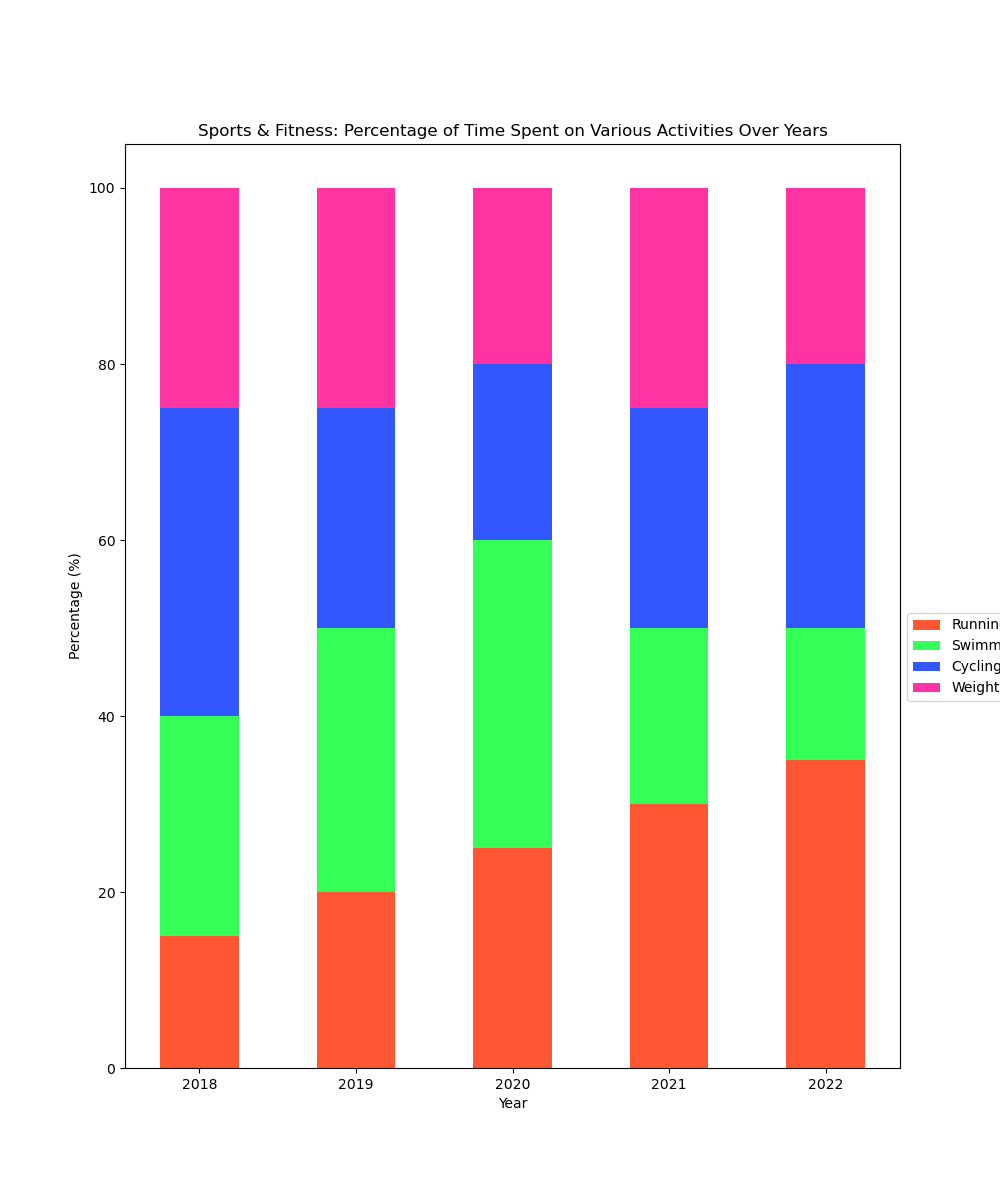 Sports & Fitness: Percentage of Time Spent on Various Activities Over Years
100
80
60
40
20
0
Percentage (%)
2018 2019 2020 2021 2022
Year
Runnin
Swimm
Cycling
Weight